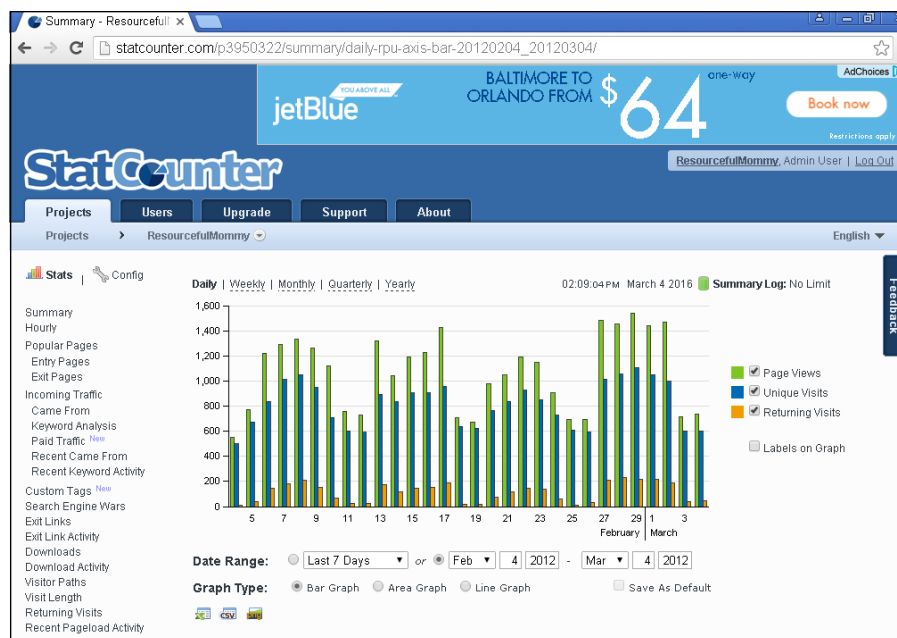 Summary - Resourcefull
statcounter.com/p3950322/summary/daily-rpu-axis-bar-20120204_20120304/
jetBlue
YOU ABOVE ALL
BALTIMORE TO
ORLANDO FROM $64 one-way
AdChoices
Book now
Restrictions apply
StatCounter
ResourcefulMommy, Admin User | Log Out
Projects Users Upgrade Support About
Projects > ResourcefulMommy English
Feedback
Stats | Config
Summary
Hourly
Popular Pages
Entry Pages
Exit Pages
Incoming Traffic
Came From
Keyword Analysis
Paid Traffic New
Recent Came From
Recent Keyword Activity
Custom Tags New
Search Engine Wars
Exit Links
Exit Link Activity
Downloads
Download Activity
Visitor Paths
Visit Length
Returning Visits
Recent Pageload Activity
Daily | Weekly | Monthly | Quarterly | Yearly
02:09:04 PM March 4 2016 Summary Log: No Limit
1,600
1,400
1,200
1,000
800
600
400
200
0
5 7 9 11 13 15 17 19 21 23 25 27 29 1 3
February March
Page Views
Unique Visits
Returning Visits
Labels on Graph
Date Range: Last 7 Days or Feb 4 2012 - Mar 4 2012
Graph Type: Bar Graph Area Graph Line Graph Save As Default
CSV